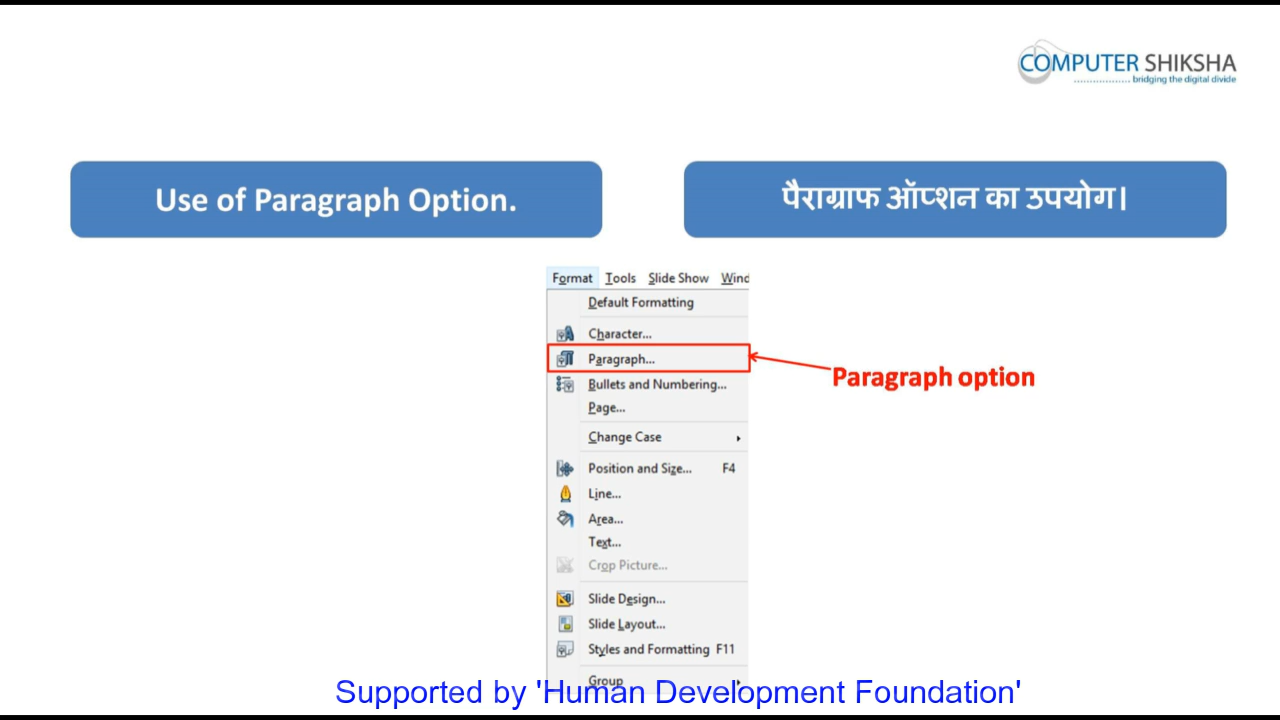 COMPUTER SHIKSHA
.................. bridging the digital divide
Use of Paragraph Option.
पैराग्राफ ऑप्शन का उपयोग।
Format Tools Slide Show Wind
Default Formatting
Character...
Paragraph...
Paragraph option
Bullets and Numbering...
Page...
Change Case
Position and Size... F4
Line...
Area...
Text...
Crop Picture...
Slide Design...
Slide Layout...
Styles and Formatting F11
Group
Supported by 'Human Development Foundation'